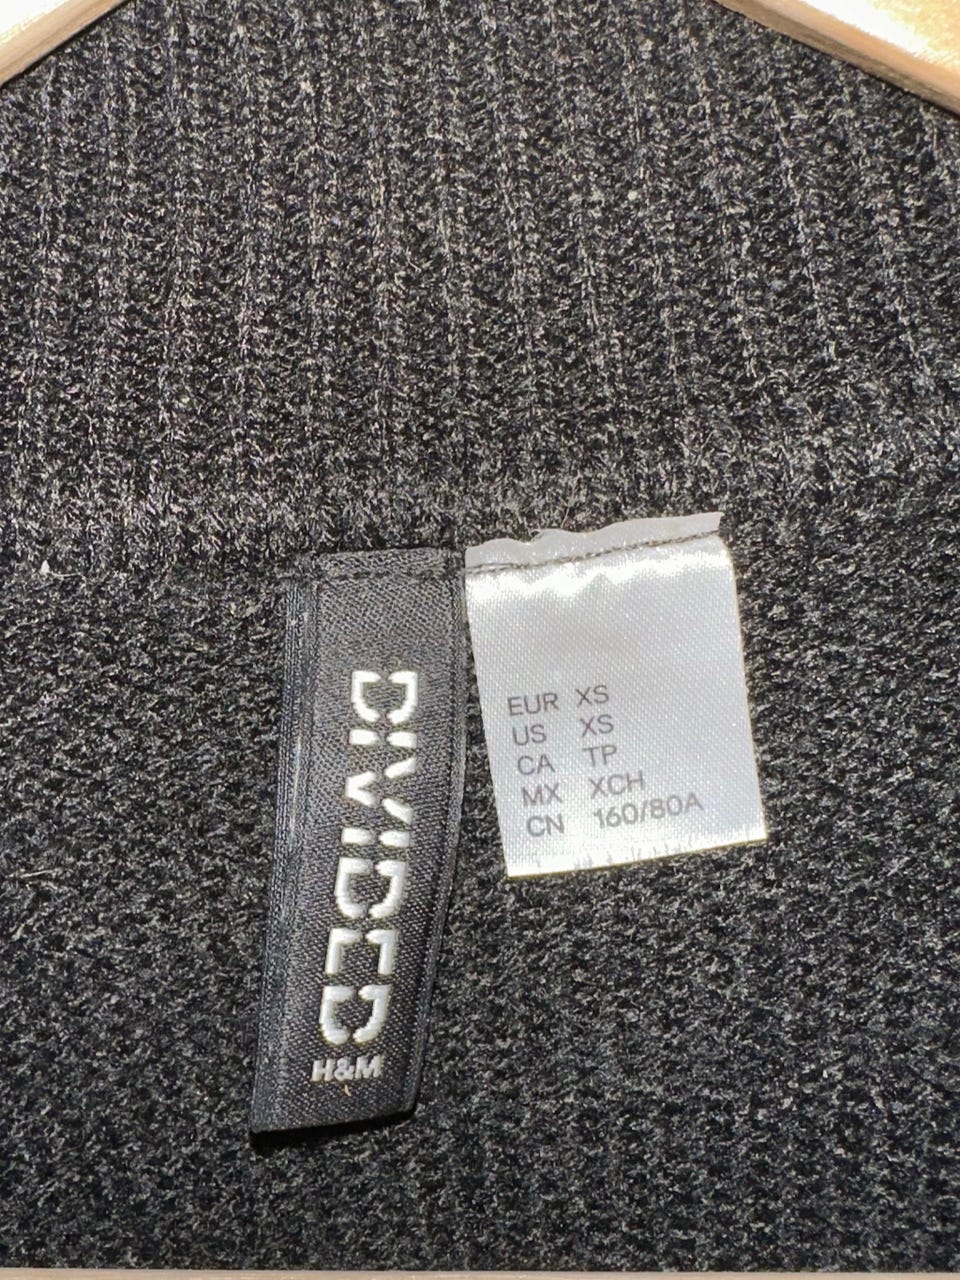 DIVIDED
H&M
EUR XS
US XS
CA TP
MX XCH
CN 160/80A